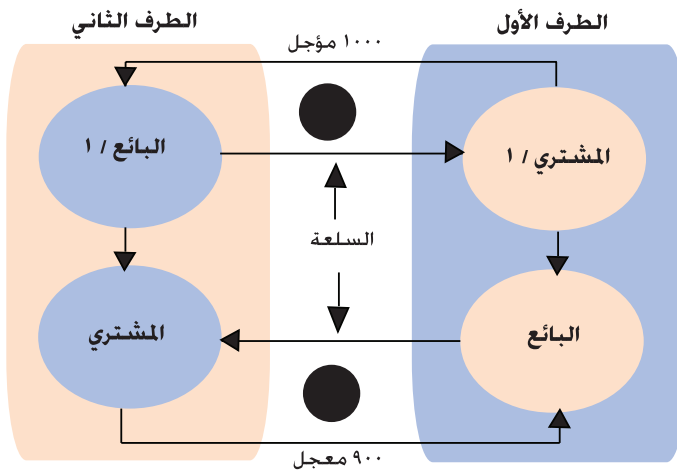 الطرف الأول
الطرف الثاني
١٠٠٠ مؤجل
المشتري / ١
البائع / ١
السلعة
البائع
المشتري
٩٠٠ معجل